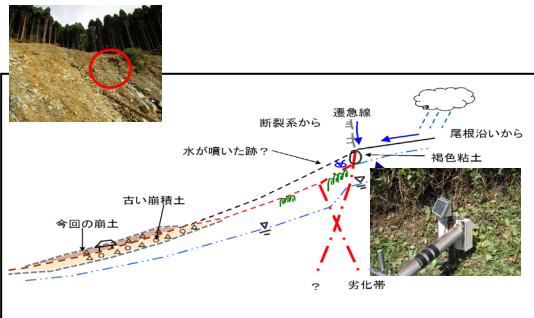 断裂系から
遷急線
尾根沿いから
水が噴いた跡？
褐色粘土
古い崩積土
今回の崩土
？
劣化帯